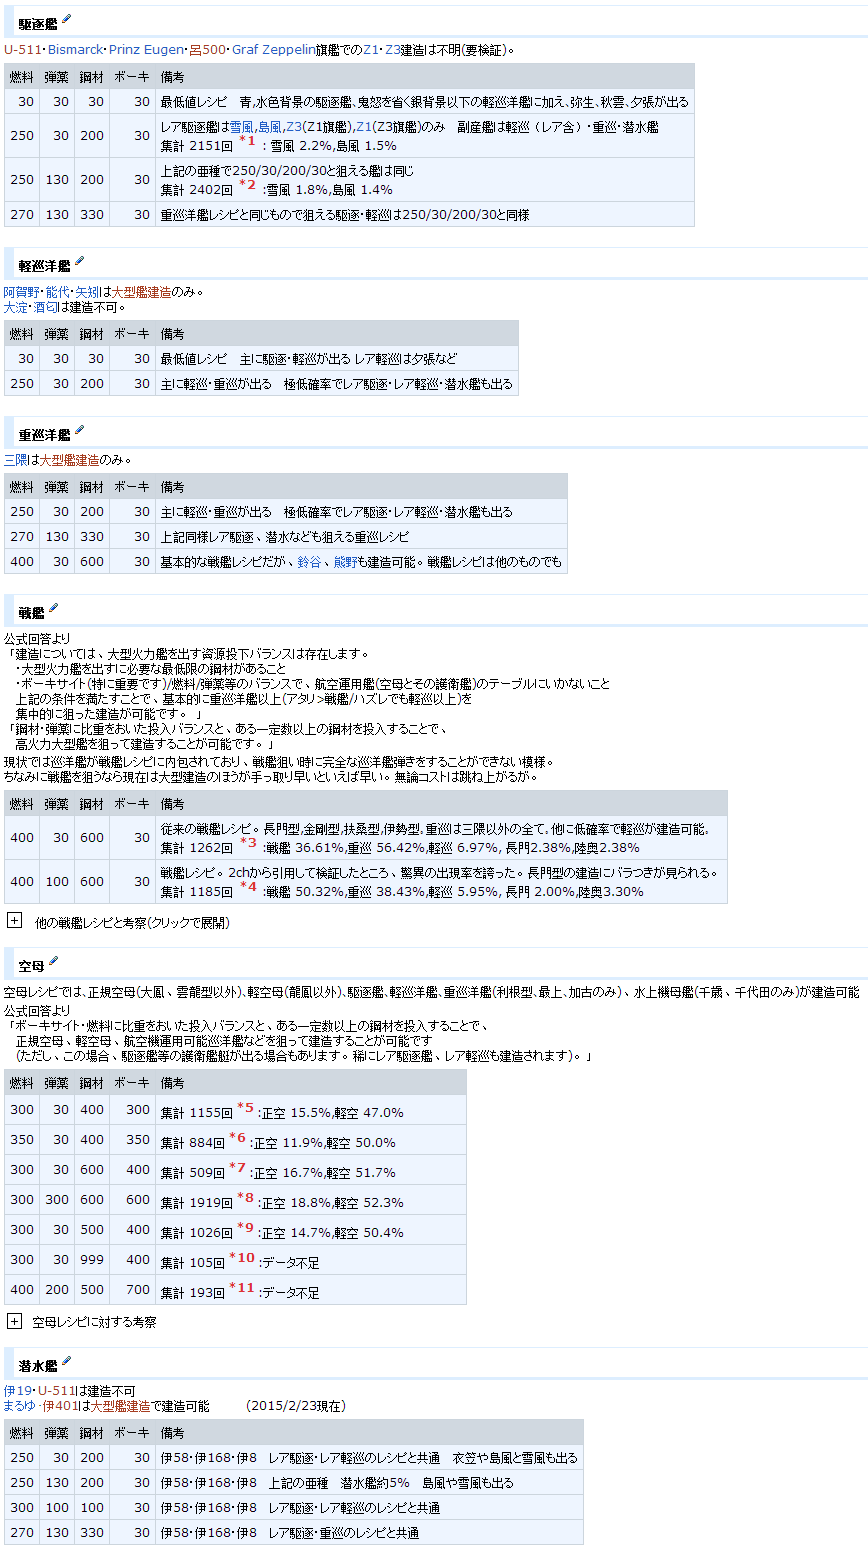 駆逐艦
U-511・Bismarck・Prinz Eugen・呂500・Graf Zeppelin旗艦でのZ1・Z3建造は不明(要検証)。
燃料 弾薬 鋼材 ボーキ 備考
30 30 30 30 最低値レシピ　青,水色背景の駆逐艦、鬼怒を省く銀背景以下の軽巡洋艦に加え、弥生、秋雲、夕張が出る
250 30 200 30 レア駆逐艦は雪風,島風,Z3(Z1旗艦),Z1(Z3旗艦)のみ　副産艦は軽巡（レア含）・重巡・潜水艦
集計 2151回 *1 : 雪風 2.2%,島風 1.5%
250 130 200 30 上記の亜種で250/30/200/30と狙える艦は同じ
集計 2402回 *2 :雪風 1.8%,島風 1.4%
270 130 330 30 重巡洋艦レシピと同じもので狙える駆逐・軽巡は250/30/200/30と同様
軽巡洋艦
阿賀野・能代・矢矧は大型艦建造のみ。
大淀・酒匂は建造不可。
燃料 弾薬 鋼材 ボーキ 備考
30 30 30 30 最低値レシピ　主に駆逐・軽巡が出る レア軽巡は夕張など
250 30 200 30 主に軽巡・重巡が出る　極低確率でレア駆逐・レア軽巡・潜水艦も出る
重巡洋艦
三隈は大型艦建造のみ。
燃料 弾薬 鋼材 ボーキ 備考
250 30 200 30 主に軽巡・重巡が出る　極低確率でレア駆逐・レア軽巡・潜水艦も出る
270 130 330 30 上記同様レア駆逐、潜水なども狙える重巡レシピ
400 30 600 30 基本的な戦艦レシピだが、鈴谷、熊野も建造可能。戦艦レシピは他のものでも
戦艦
公式回答より
「建造については、大型火力艦を出す資源投下バランスは存在します。
・大型火力艦を出すに必要な最低限の鋼材があること
・ボーキサイト(特に重要です)/燃料/弾薬等のバランスで、航空運用艦(空母とその護衛艦)のテーブルにいかないこと
上記の条件を満たすことで、基本的に重巡洋艦以上(アタリ>戦艦/ハズレでも軽巡以上)を
集中的に狙った建造が可能です。」
「鋼材・弾薬に比重をおいた投入バランスと、ある一定数以上の鋼材を投入することで、
高火力大型艦を狙って建造することが可能です。」
現状では巡洋艦が戦艦レシピに内包されており、戦艦狙い時に完全な巡洋艦弾きをすることができない模様。
ちなみに戦艦を狙うなら現在は大型建造のほうが手っ取り早いといえば早い。無論コストは跳ね上がるが。
燃料 弾薬 鋼材 ボーキ 備考
400 30 600 30 従来の戦艦レシピ。長門型,金剛型,扶桑型,伊勢型。重巡は三隈以外の全て。他に低確率で軽巡が建造可能。
集計 1262回 *3 :戦艦 36.61%,重巡 56.42%,軽巡 6.97%, 長門2.38%,陸奥2.38%
400 100 600 30 戦艦レシピ。2chから引用して検証したところ、驚異の出現率を誇った。長門型の建造にバラつきが見られる。
集計 1185回 *4 :戦艦 50.32%,重巡 38.43%,軽巡 5.95%, 長門 2.00%,陸奥3.30%
+ 他の戦艦レシピと考察(クリックで展開)
空母
空母レシピでは、正規空母(大鳳、雲龍型以外)、軽空母(龍鳳以外)、駆逐艦、軽巡洋艦、重巡洋艦(利根型、最上、加古のみ)、水上機母艦(千歳、千代田のみ)が建造可能
公式回答より
「ボーキサイト・燃料に比重をおいた投入バランスと、ある一定数以上の鋼材を投入することで、
正規空母、軽空母、航空機運用可能巡洋艦などを狙って建造することが可能です
(ただし、この場合、駆逐艦等の護衛艦艇が出る場合もあります。稀にレア駆逐艦、レア軽巡も建造されます)。」
燃料 弾薬 鋼材 ボーキ 備考
300 30 400 300 集計 1155回 *5 :正空 15.5%,軽空 47.0%
350 30 400 350 集計 884回 *6 :正空 11.9%,軽空 50.0%
300 30 600 400 集計 509回 *7 :正空 16.7%,軽空 51.7%
300 300 600 600 集計 1919回 *8 :正空 18.8%,軽空 52.3%
300 30 500 400 集計 1026回 *9 :正空 14.7%,軽空 50.4%
300 30 999 400 集計 105回 *10 :データ不足
400 200 500 700 集計 193回 *11 :データ不足
+ 空母レシピに対する考察
潜水艦
伊19・U-511は建造不可
まるゆ・伊401は大型艦建造で建造可能　　　（2015/2/23現在）
燃料 弾薬 鋼材 ボーキ 備考
250 30 200 30 伊58・伊168・伊8　レア駆逐・レア軽巡のレシピと共通　衣笠や島風と雪風も出る
250 130 200 30 伊58・伊168・伊8　上記の亜種　潜水艦約5%　島風や雪風も出る
300 100 100 30 伊58・伊168・伊8　レア駆逐・レア軽巡のレシピと共通
270 130 330 30 伊58・伊168・伊8　レア駆逐・重巡のレシピと共通